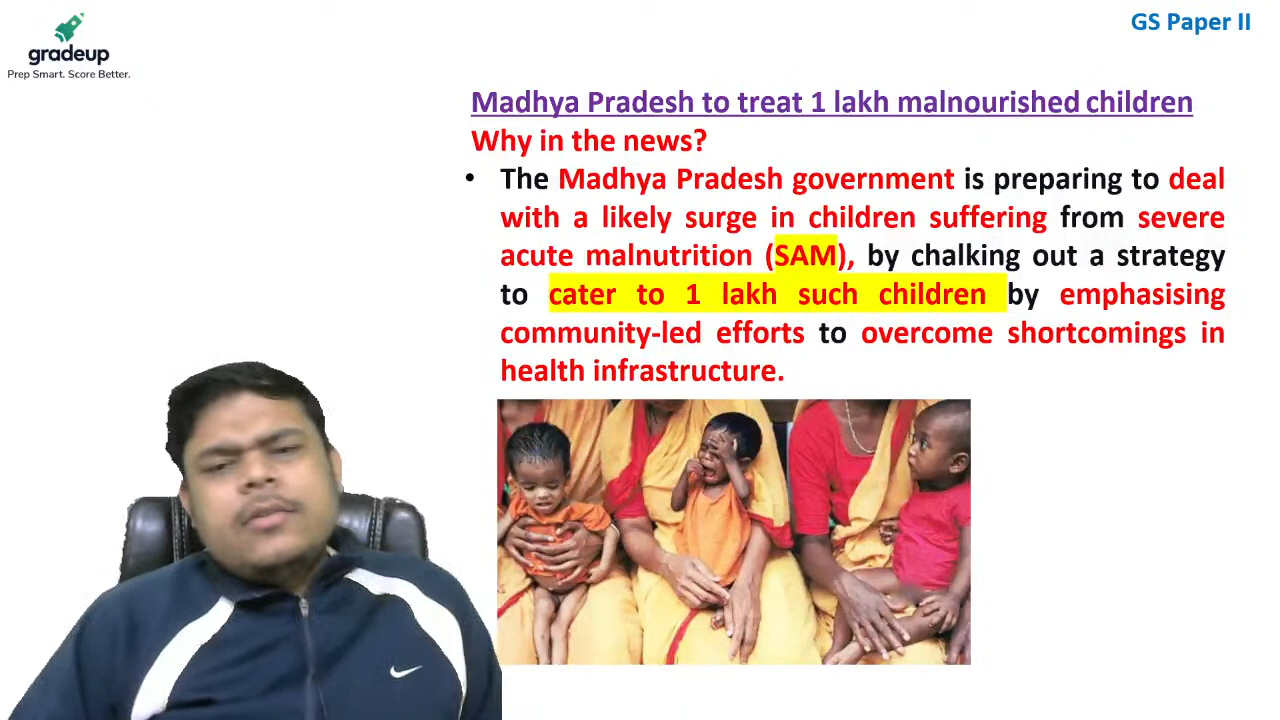 gradeup
Prep Smart. Score Better.
GS Paper II
Madhya Pradesh to treat 1 lakh malnourished children
Why in the news?
• The Madhya Pradesh government is preparing to deal
with a likely surge in children suffering from severe
acute malnutrition (SAM), by chalking out a strategy
to cater to 1 lakh such children by emphasising
community-led efforts to overcome shortcomings in
health infrastructure.